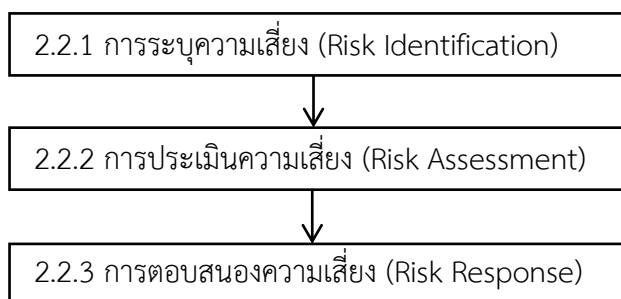 2.2.1 การระบุความเสี่ยง (Risk Identification)
2.2.2 การประเมินความเสี่ยง (Risk Assessment)
2.2.3 การตอบสนองความเสี่ยง (Risk Response)